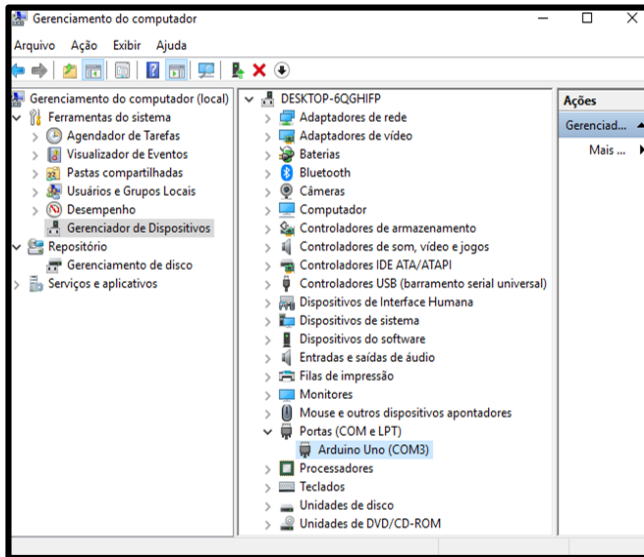 Gerenciamento do computador
Arquivo Ação Exibir Ajuda
Gerenciamento do computador (local)
Ferramentas do sistema
Agendador de Tarefas
Visualizador de Eventos
Pastas compartilhadas
Usuários e Grupos Locais
Desempenho
Gerenciador de Dispositivos
Repositório
Gerenciamento de disco
Serviços e aplicativos
DESKTOP-6QGHIFP
Adaptadores de rede
Adaptadores de vídeo
Baterias
Bluetooth
Câmeras
Computador
Controladores de armazenamento
Controladores de som, vídeo e jogos
Controladores IDE ATA/ATAPI
Controladores USB (barramento serial universal)
Dispositivos de Interface Humana
Dispositivos de sistema
Dispositivos do software
Entradas e saídas de áudio
Filas de impressão
Monitores
Mouse e outros dispositivos apontadores
Portas (COM e LPT)
Arduino Uno (COM3)
Processadores
Teclados
Unidades de disco
Unidades de DVD/CD-ROM
Ações
Gerenciad...
Mais ...